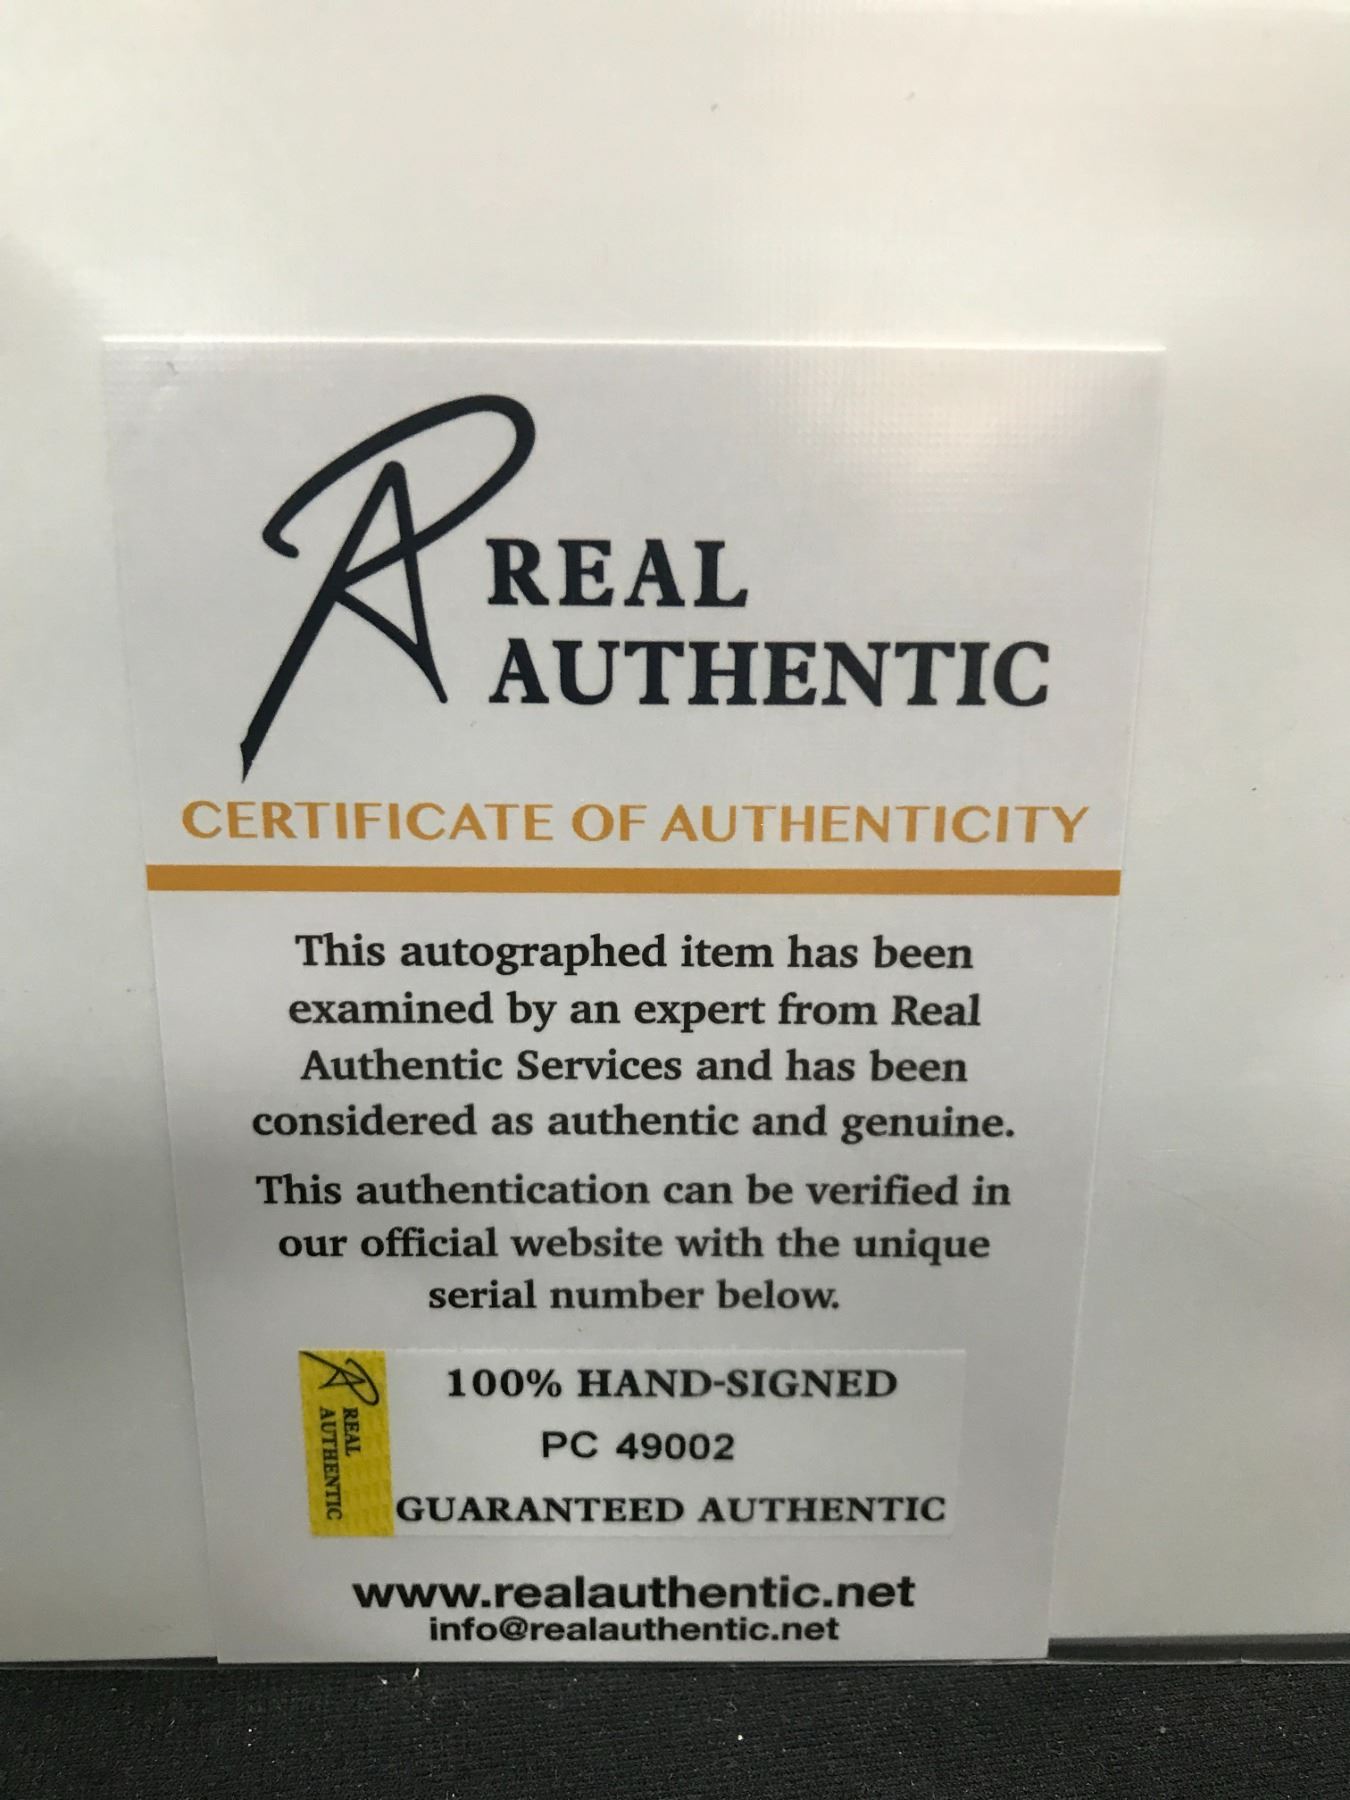 REAL
AUTHENTIC
CERTIFICATE OF AUTHENTICITY
This autographed item has been
examined by an expert from Real
Authentic Services and has been
considered as authentic and genuine.
This authentication can be verified in
our official website with the unique
serial number below.
REAL
AUTHENTIC
100% HAND-SIGNED
PC 49002
GUARANTEED AUTHENTIC
www.realauthentic.net
info@realauthentic.net